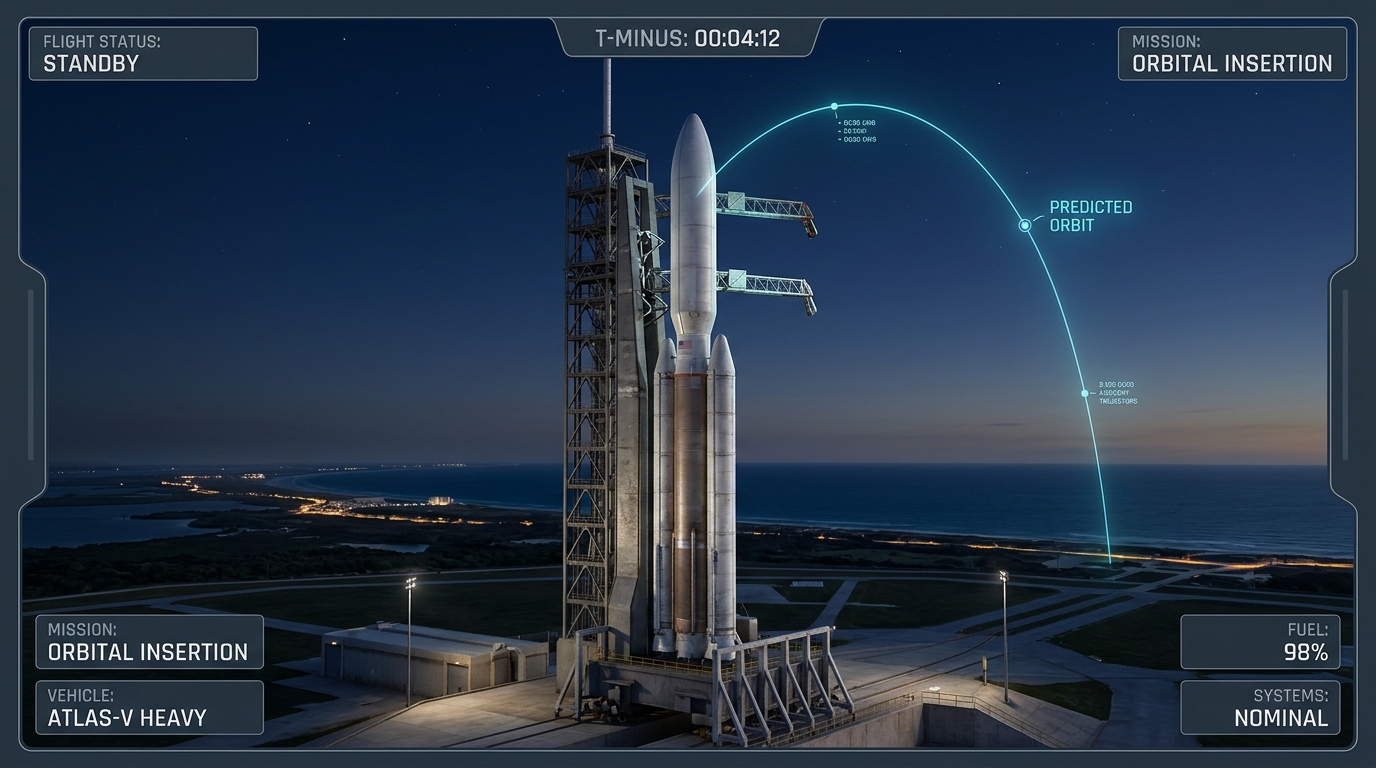 FLIGHT STATUS:
STANDBY
T-MINUS: 00:04:12
MISSION:
ORBITAL INSERTION
PREDICTED
ORBIT
MISSION:
ORBITAL INSERTION
VEHICLE:
ATLAS-V HEAVY
FUEL:
98%
SYSTEMS:
NOMINAL